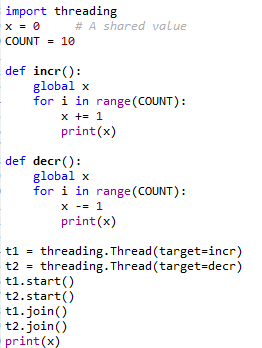 import threading
x = 0     # A shared value
COUNT = 10

def incr():
    global x
    for i in range(COUNT):
        x += 1
        print(x)

def decr():
    global x
    for i in range(COUNT):
        x -= 1
        print(x)

t1 = threading.Thread(target=incr)
t2 = threading.Thread(target=decr)
t1.start()
t2.start()
t1.join()
t2.join()
print(x)